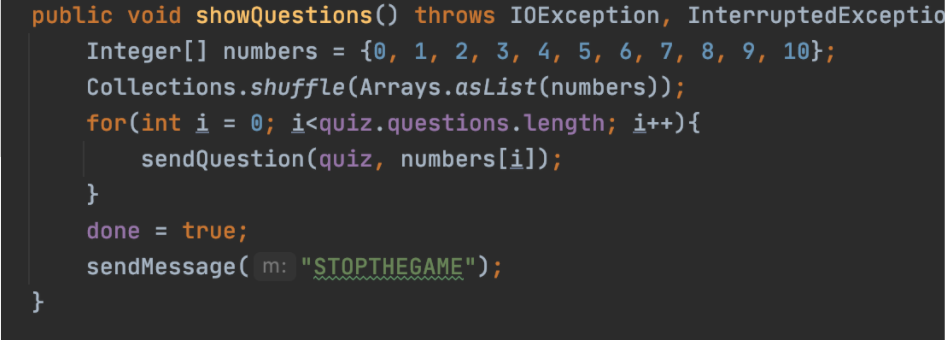 public void showQuestions() throws IOException, InterruptedExceptio
Integer[] numbers = {0, 1, 2, 3, 4, 5, 6, 7, 8, 9, 10};
Collections.shuffle(Arrays.asList(numbers));
for(int i = 0; i<quiz.questions.length; i++){
sendQuestion(quiz, numbers[i]);
}
done = true;
sendMessage( m: "STOPTHEGAME");
}